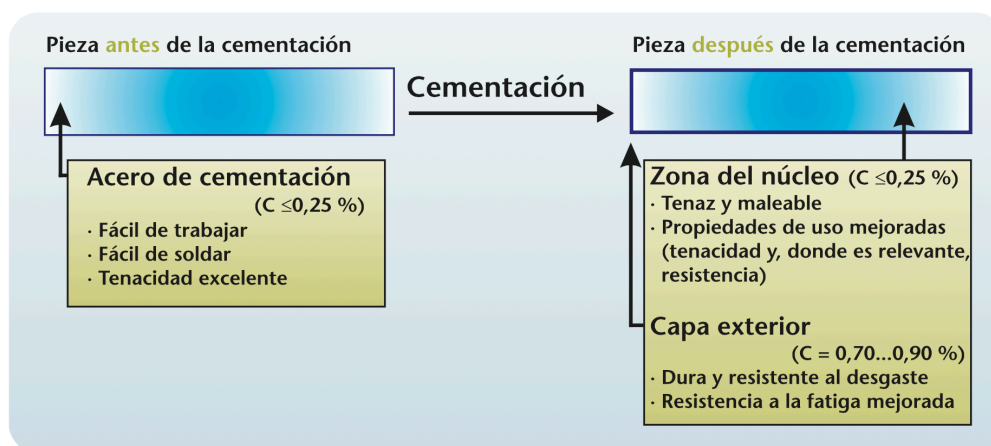 Pieza antes de la cementación
Cementación
Pieza después de la cementación
Acero de cementación
(C ≤0,25 %)
· Fácil de trabajar
· Fácil de soldar
· Tenacidad excelente
Zona del núcleo (C ≤0,25 %)
· Tenaz y maleable
· Propiedades de uso mejoradas
(tenacidad y, donde es relevante,
resistencia)
Capa exterior
(C = 0,70...0,90 %)
· Dura y resistente al desgaste
· Resistencia a la fatiga mejorada